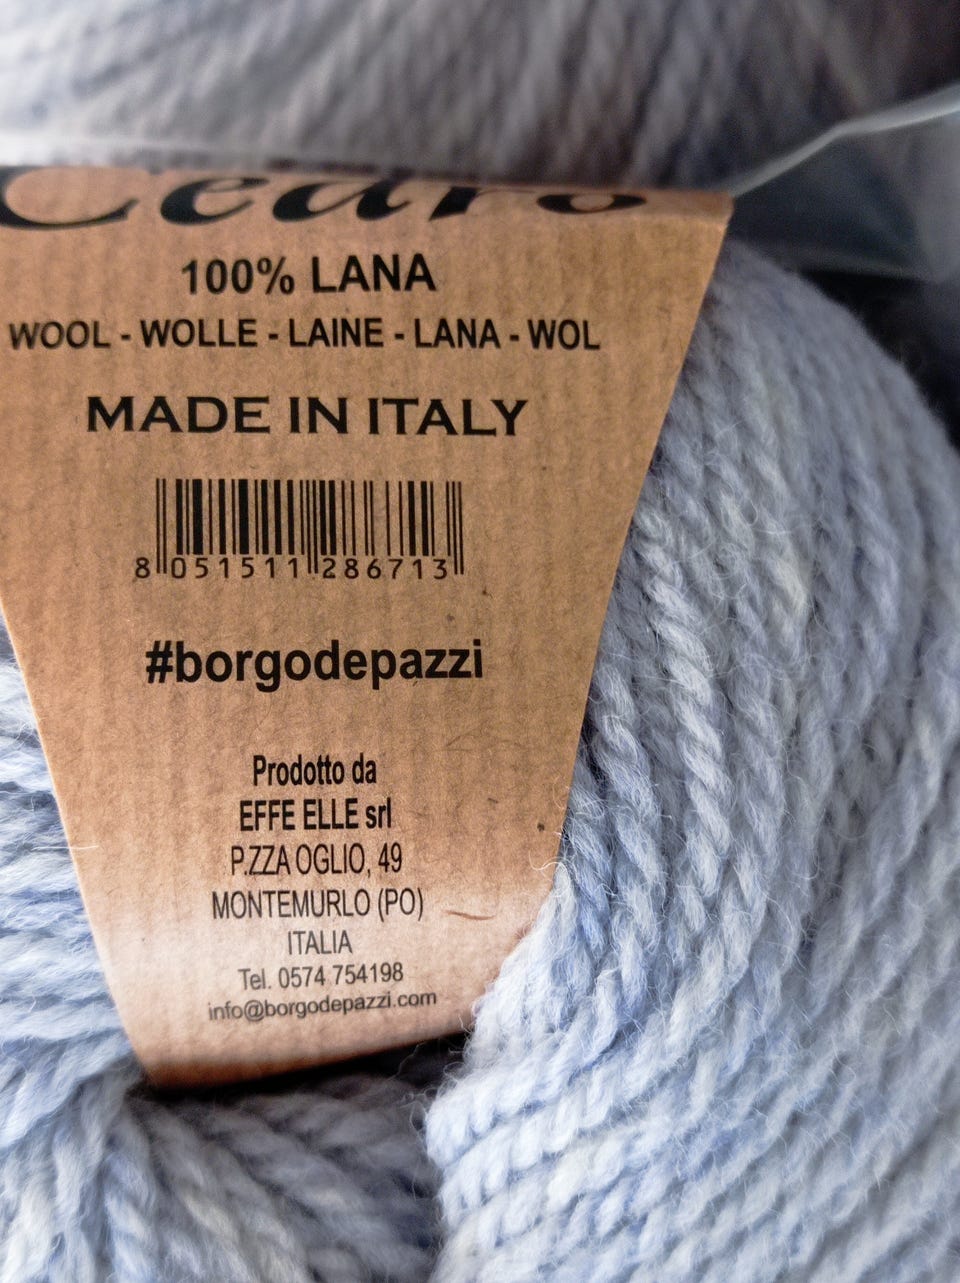 Cedro
100% LANA
WOOL - WOLLE - LAINE - LANA - WOL
MADE IN ITALY
8 051511 286713
#borgodepazzi
Prodotto da
EFFE ELLE srl
P.ZZA OGLIO, 49
MONTEMURLO (PO)
ITALIA
Tel. 0574 754198
info@borgodepazzi.com